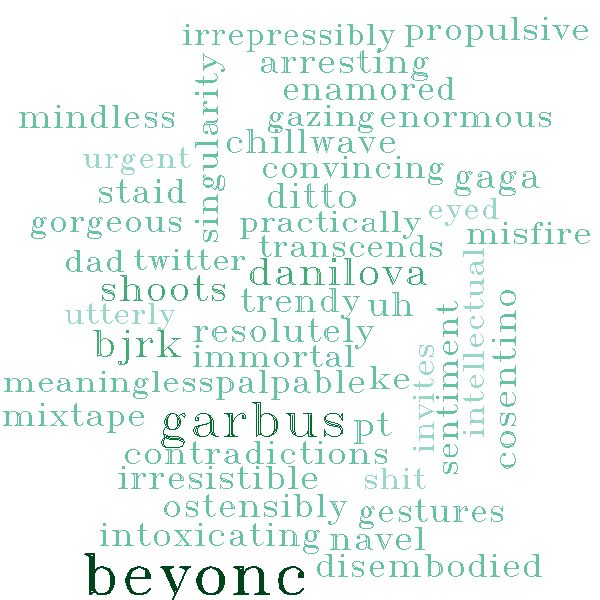 irrepressibly propulsive
arresting
enamored
mindless
singularity
gazing enormous
chillwave
urgent
convincing
gaga
staid
ditto
eyed
gorgeous
practically
misfire
transcends
dad twitter
danilova
shoots
trendy uh
utterly
resolutely
bjrk
immortal
intellectual
sentiment
cosentino
invites
meaningless palpable ke
mixtape
garbus pt
contradictions
irresistible
shit
ostensibly
gestures
intoxicating navel
beyonc
disembodied